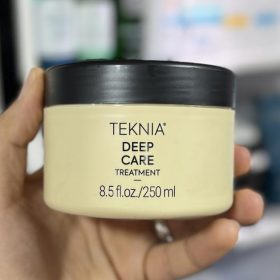 TEKNIA®
DEEP
CARE
TREATMENT
8.5 fl.oz./250 ml